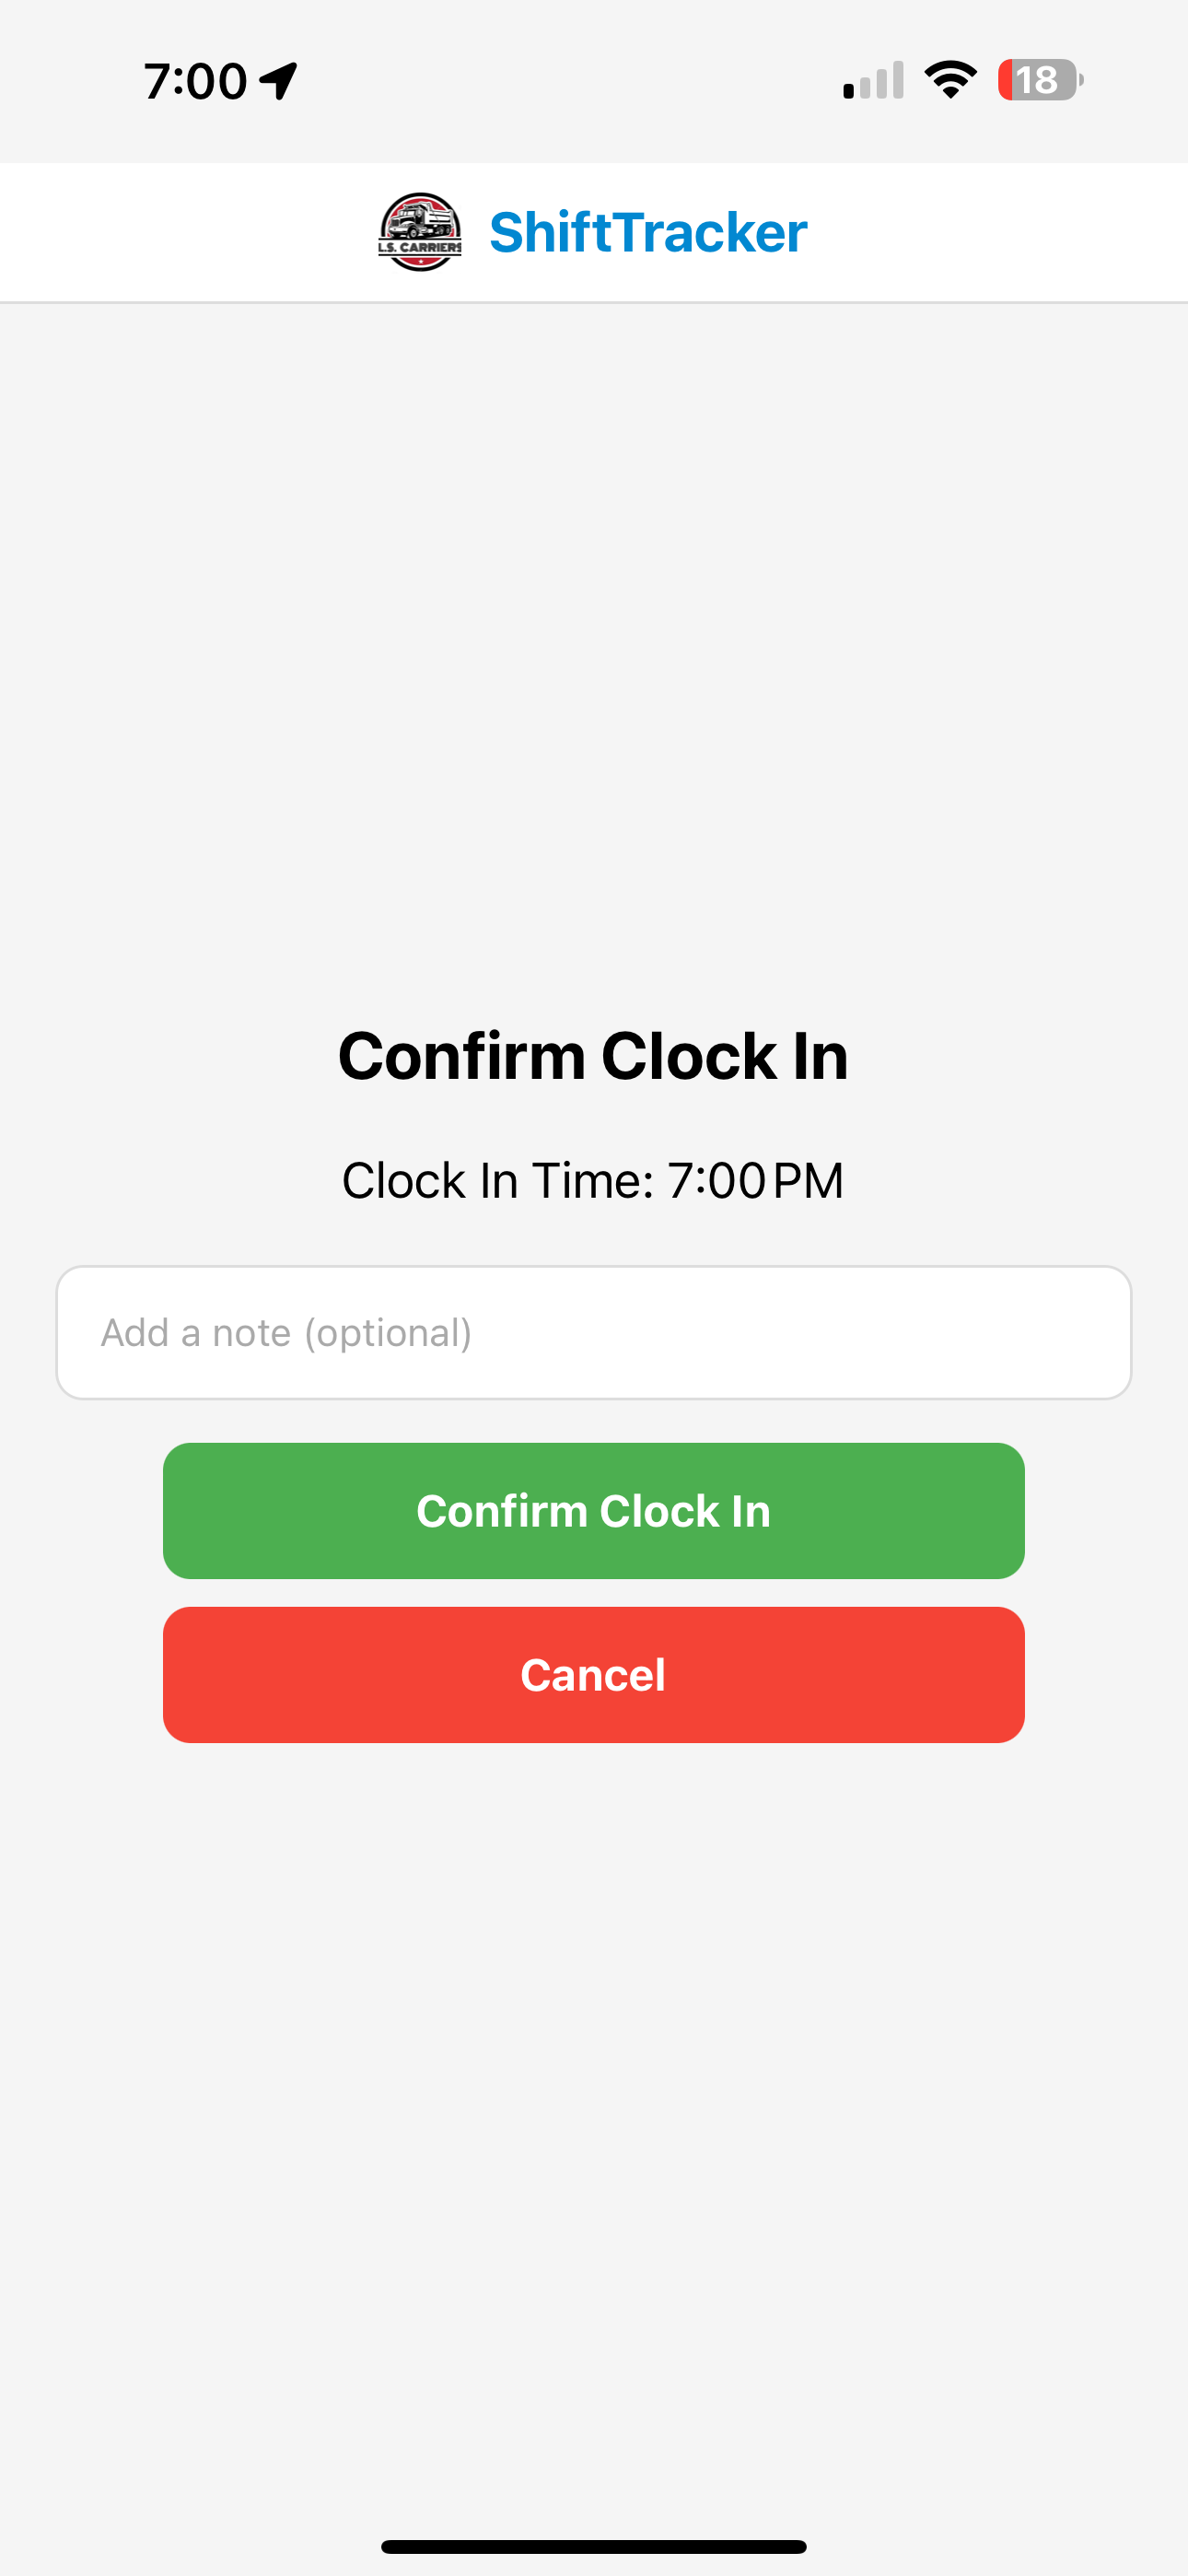 7:00
18
L.S. CARRIERS
ShiftTracker
Confirm Clock In
Clock In Time: 7:00 PM
Add a note (optional)
Confirm Clock In
Cancel